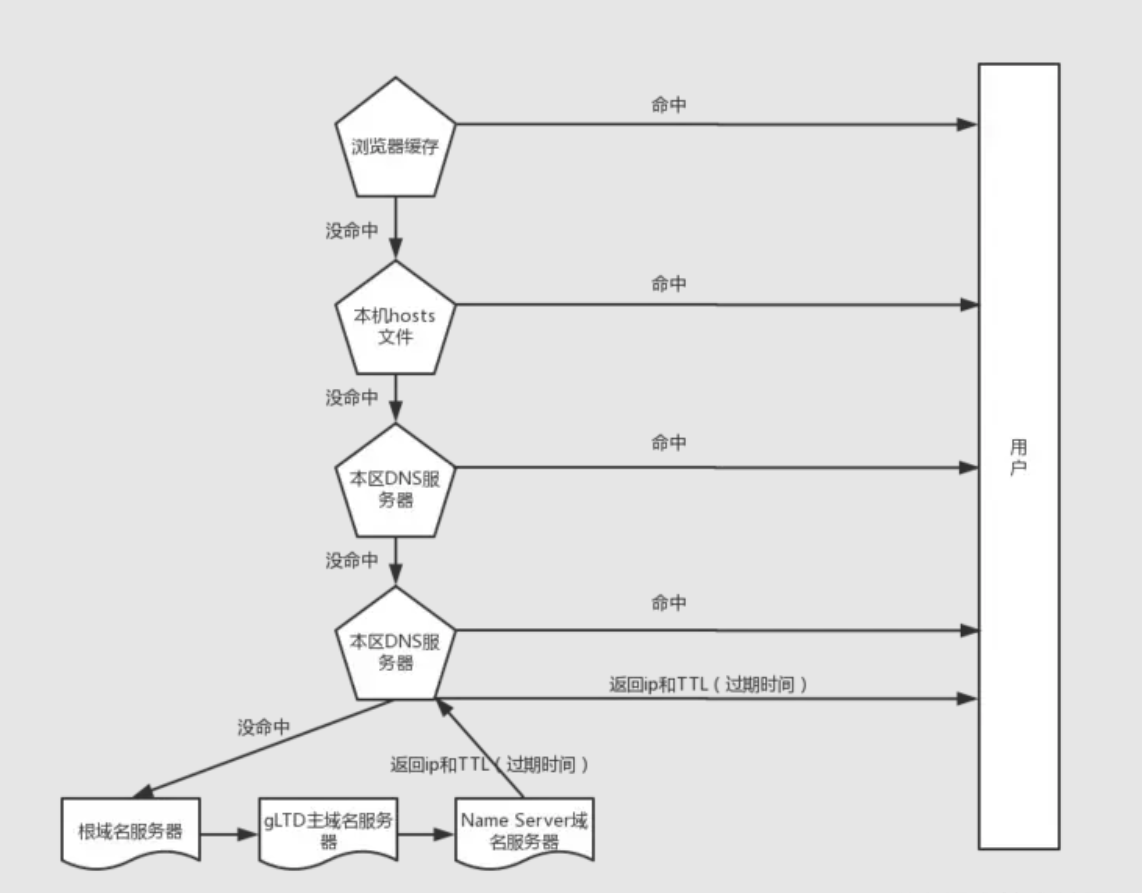 命中
浏览器缓存
没命中
命中
本机hosts
文件
没命中
命中
用
户
本区DNS服
务器
没命中
命中
本区DNS服
务器
返回ip和TTL（过期时间）
没命中
返回ip和TTL（过期时间）
根域名服务器
gLTD主域名服务
器
Name Server域
名服务器